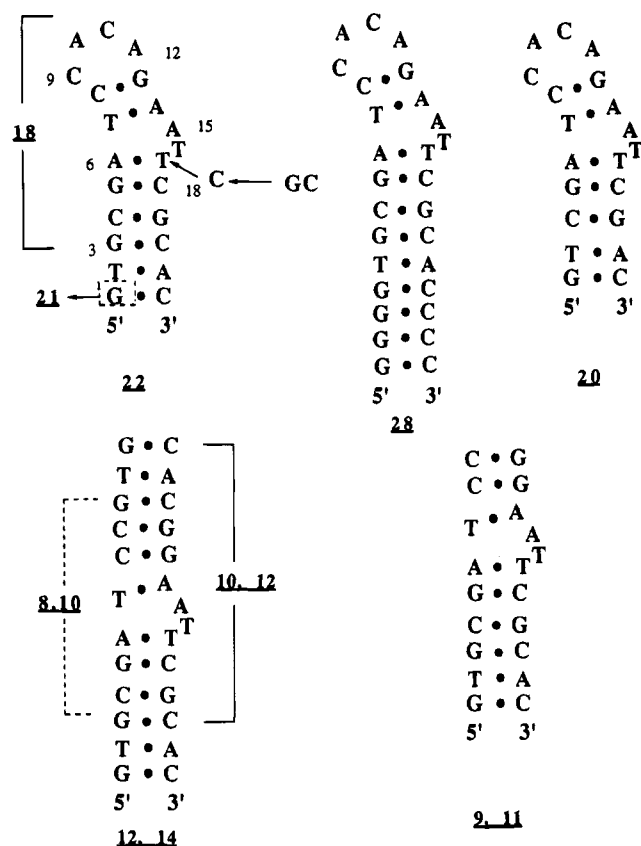 C
A A 12
9 C G
C
T A
18 A 15
T
6 A • T C GC
18
G • C
C • G
3 G • C
T • A
21 G • C
5' 3'
22
C
A A
C G
C
T • A
A
T
A • T
G • C
C • G
G • C
T • A
G • C
G • C
G • C
G • C
5' 3'
28
C
A A
C G
C
T A
A
T
A • T
G • C
C • G
T • A
G • C
5' 3'
20
G • C
T • A
G • C
C • G
C • G
T • A
A
T
A • T
G • C
C • G
G • C
T • A
G • C
5' 3'
8,10
10, 12
12, 14
C • G
C • G
T • A
A
T
A • T
G • C
C • G
G • C
T • A
G • C
5' 3'
9, 11